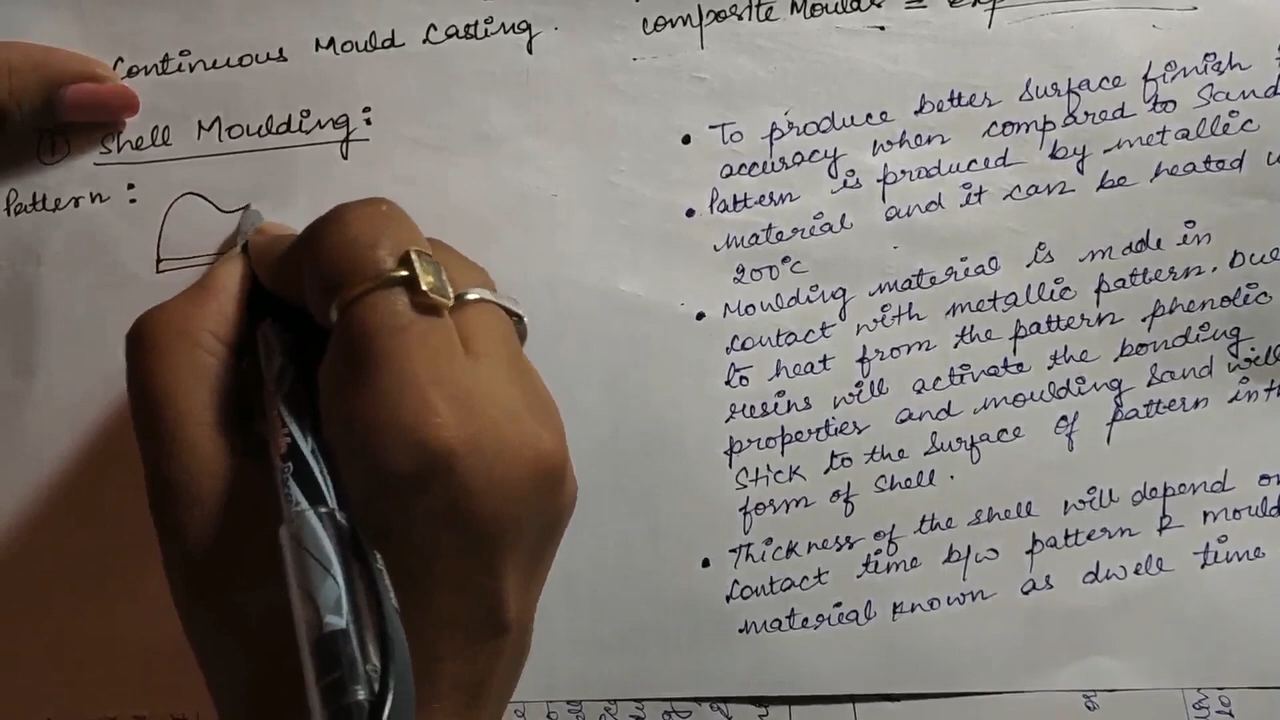 Continuous Mould Casting.
composite Moulds =
① Shell Moulding:
Pattern:
• To produce better surface finish
accuracy when compared to Sand
• Pattern is produced by metallic
material and it can be heated
200°C
• Moulding material is made in
contact with metallic pattern. Due
to heat from the pattern phenolic
resins will activate the bonding
properties and moulding sand will
stick to the surface of pattern in the
form of shell.
• Thickness of the shell will depend on
contact time b/w pattern & mould
material known as dwell time